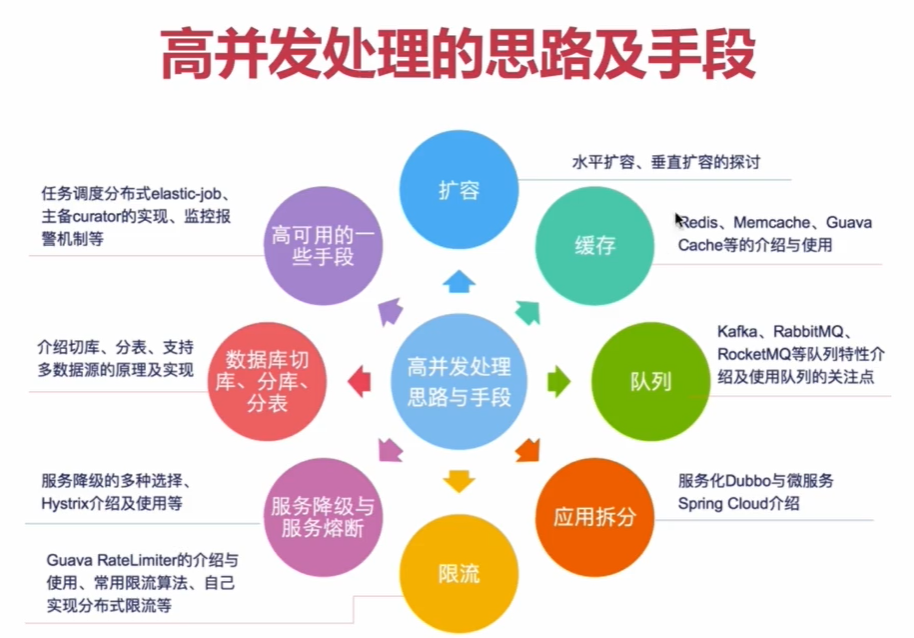 高并发处理的思路及手段
扩容
水平扩容、垂直扩容的探讨
缓存
Redis、Memcache、Guava
Cache等的介绍与使用
队列
Kafka、RabbitMQ、
RocketMQ等队列特性介
绍及使用队列的关注点
应用拆分
服务化Dubbo与微服务
Spring Cloud介绍
限流
Guava RateLimiter的介绍与
使用、常用限流算法、自己
实现分布式限流等
服务降级与
服务熔断
服务降级的多种选择、
Hystrix介绍及使用等
数据库切
库、分库、
分表
介绍切库、分表、支持
多数据源的原理及实现
高可用的一
些手段
任务调度分布式elastic-job、
主备curator的实现、监控报
警机制等
高并发处理
思路与手段